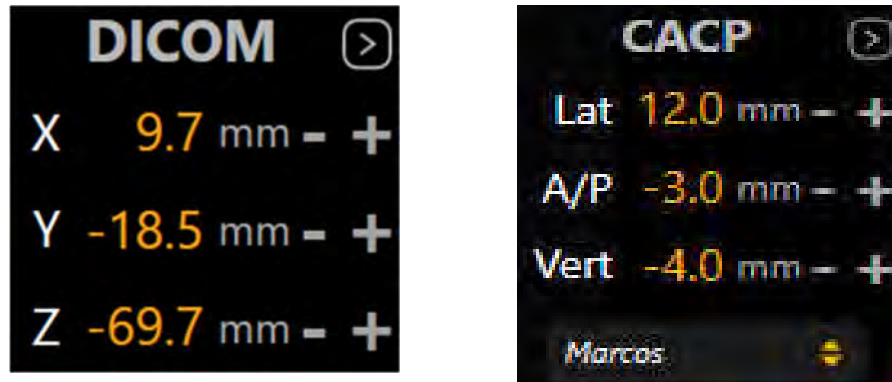 DICOM >
X 9.7 mm - +
Y -18.5 mm - +
Z -69.7 mm - +
CACP >
Lat 12.0 mm - +
A/P -3.0 mm - +
Vert -4.0 mm - +
Marcos